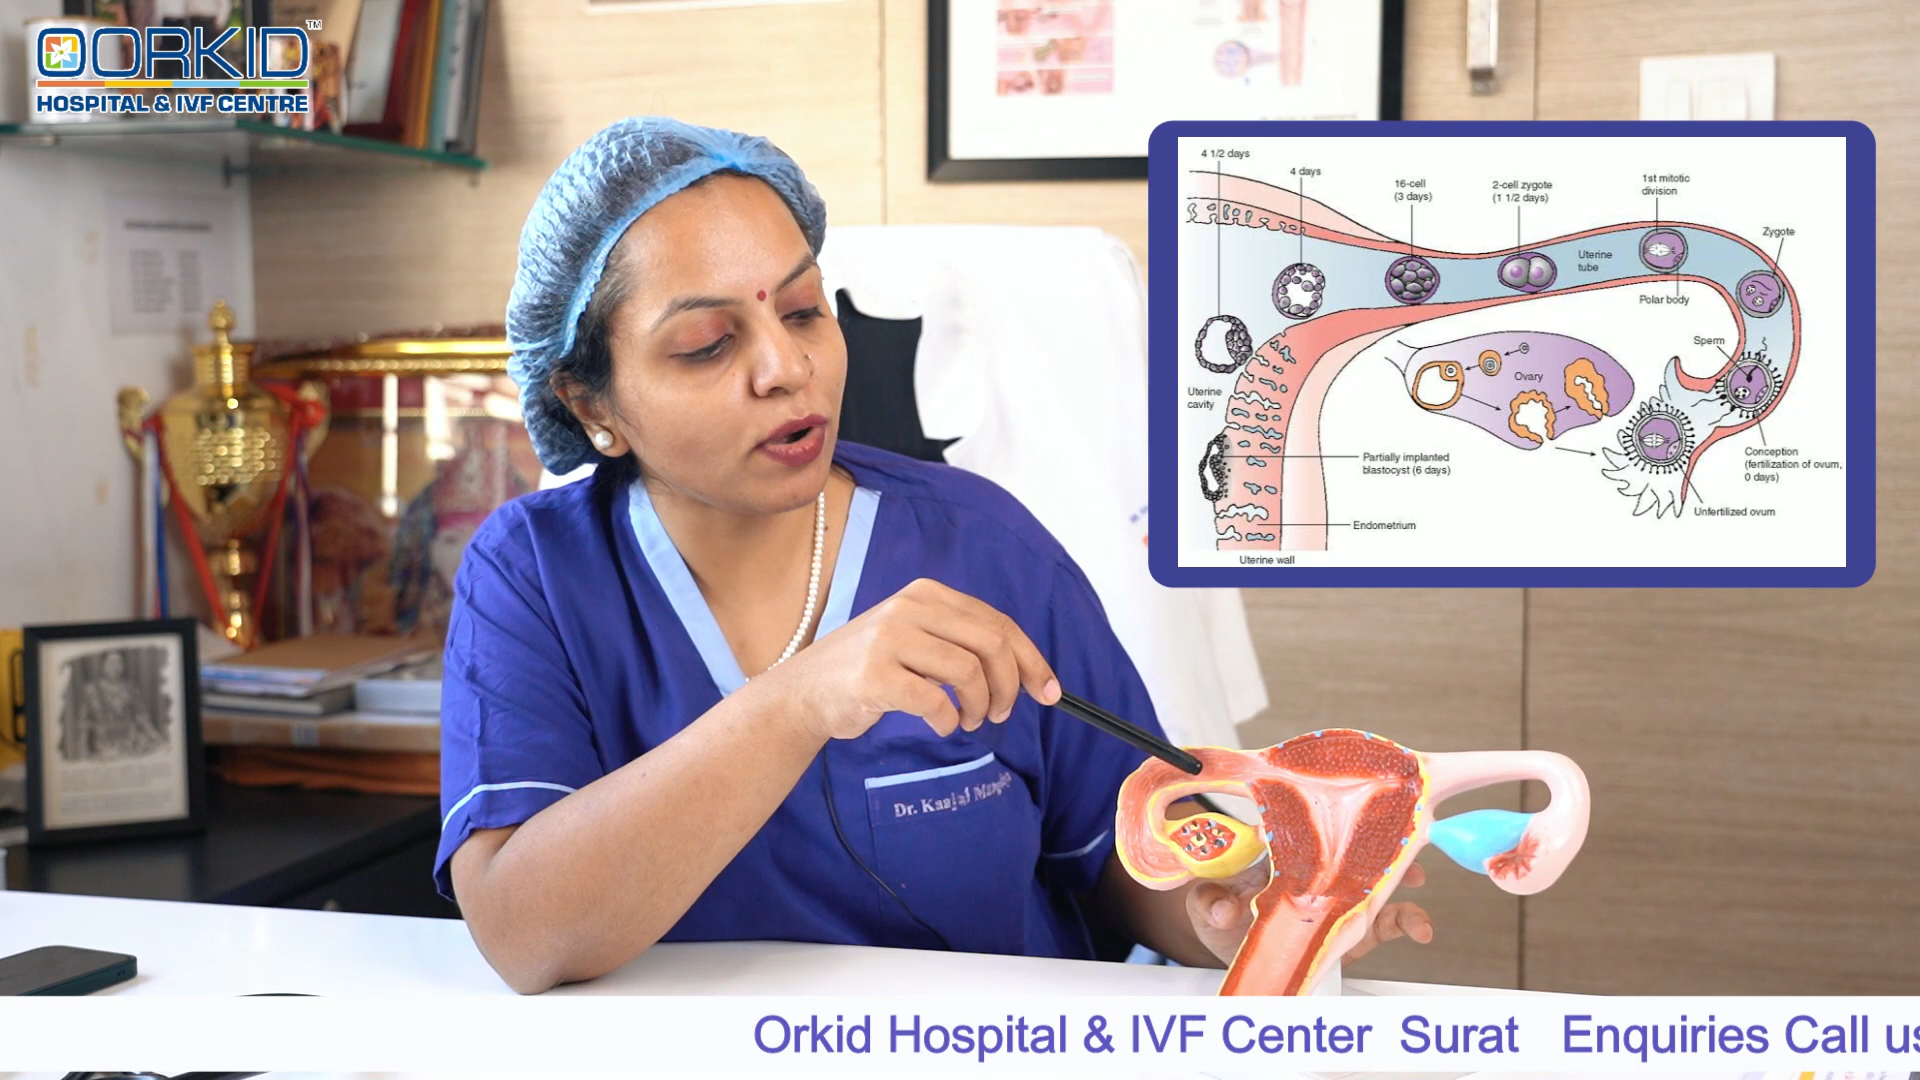 OORKID™
HOSPITAL & IVF CENTRE
4 1/2 days
4 days
16-cell
(3 days)
2-cell zygote
(1 1/2 days)
1st mitotic
division
Zygote
Uterine
tube
Polar body
Sperm
Ovary
Uterine
cavity
Partially implanted
blastocyst (6 days)
Conception
(fertilization of ovum,
0 days)
Unfertilized ovum
Endometrium
Uterine wall
Dr. Kaajal
Orkid Hospital & IVF Center Surat Enquiries Call us